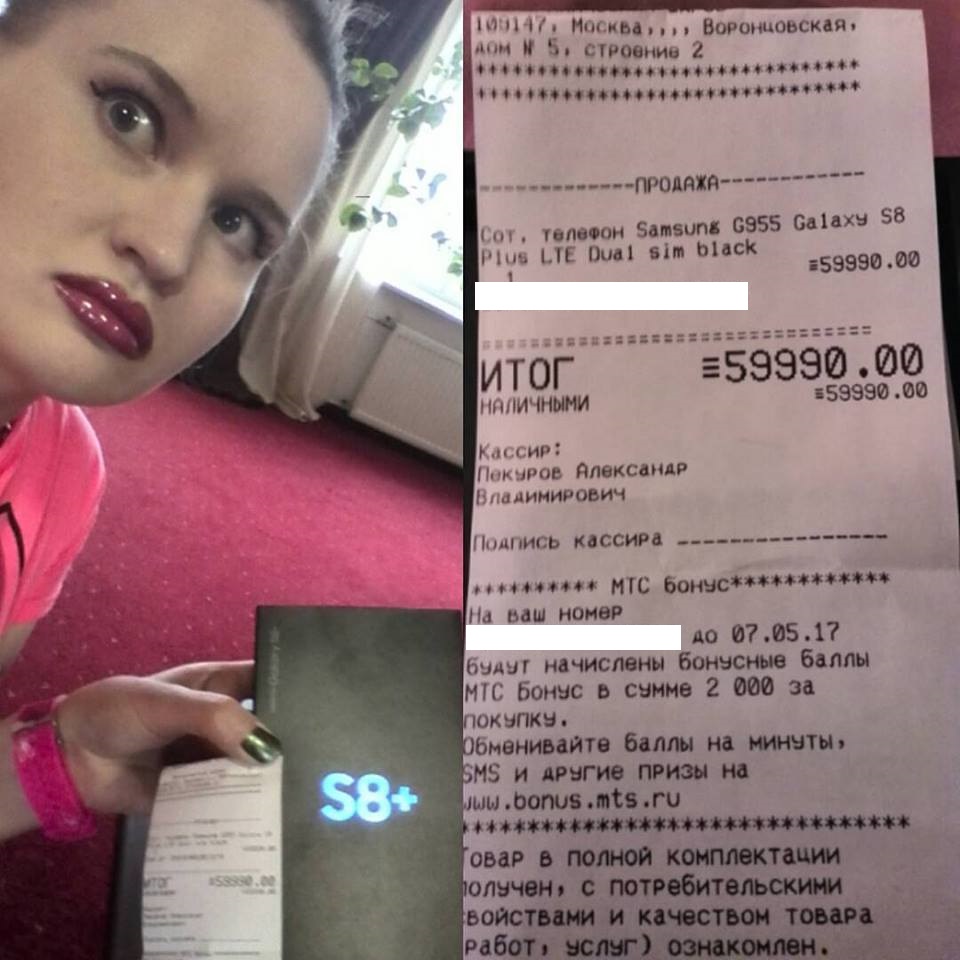 S8+
ИТОГ ≡59990.00
109147, Москва,,,, Воронцовская,
дом № 5, строение 2
*******************************
*******************************
-------------ПРОДАЖА------------
Сот. телефон Samsung G955 Galaxy S8
Plus LTE Dual sim black
1 ≡59990.00
===============================
ИТОГ ≡59990.00
НАЛИЧНЫМИ ≡59990.00
Кассир:
Пекуров Александр
Владимирович
Подпись кассира -----------------
********** МТС бонус************
На ваш номер
до 07.05.17
будут начислены бонусные баллы
МТС Бонус в сумме 2 000 за
покупку.
Обменивайте баллы на минуты,
SMS и другие призы на
www.bonus.mts.ru
*********************************
Товар в полной комплектации
получен, с потребительскими
свойствами и качеством товара
работ, услуг) ознакомлен.